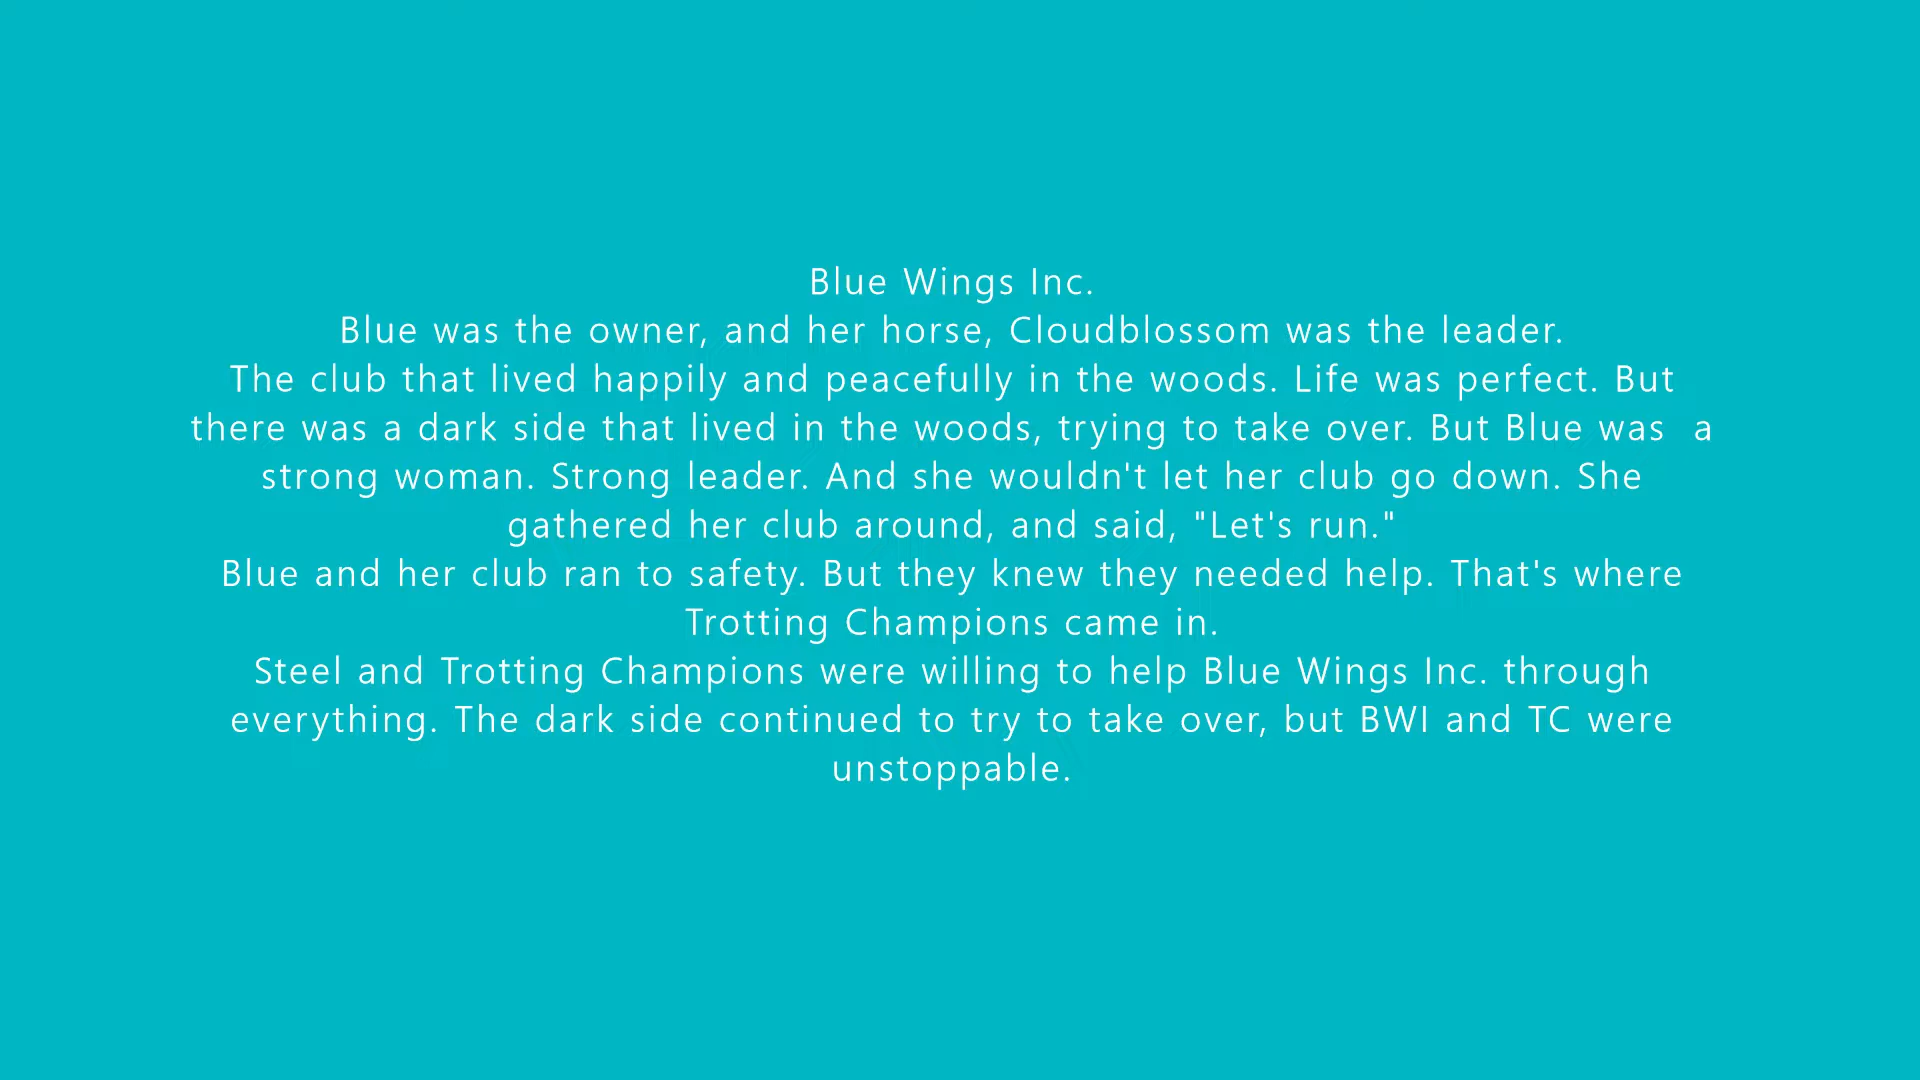 Blue Wings Inc.
Blue was the owner, and her horse, Cloudblossom was the leader.
The club that lived happily and peacefully in the woods. Life was perfect. But
there was a dark side that lived in the woods, trying to take over. But Blue was  a
strong woman. Strong leader. And she wouldn't let her club go down. She
gathered her club around, and said, "Let's run."
Blue and her club ran to safety. But they knew they needed help. That's where
Trotting Champions came in.
Steel and Trotting Champions were willing to help Blue Wings Inc. through
everything. The dark side continued to try to take over, but BWI and TC were
unstoppable.